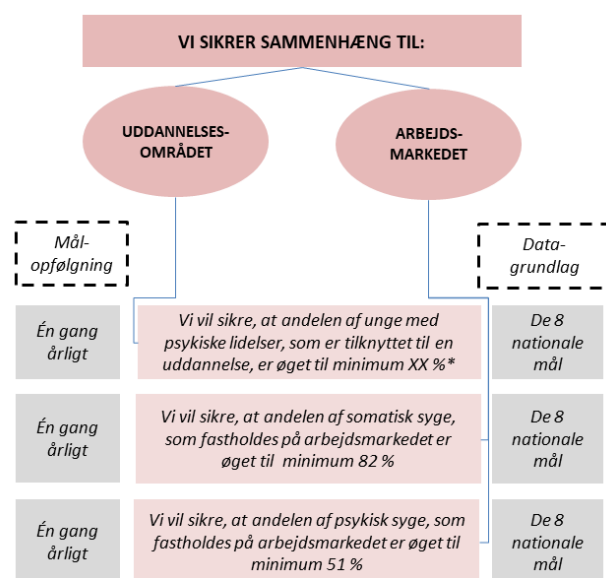 VI SIKRER SAMMENHÆNG TIL:
UDDANNELSES-
OMRÅDET
ARBEJDS-
MARKEDET
Mål-
opfølgning
Data-
grundlag
Én gang
årligt
Vi vil sikre, at andelen af unge med
psykiske lidelser, som er tilknyttet til en
uddannelse, er øget til minimum XX %*
De 8
nationale
mål
Én gang
årligt
Vi vil sikre, at andelen af somatisk syge,
som fastholdes på arbejdsmarkedet er
øget til minimum 82 %
De 8
nationale
mål
Én gang
årligt
Vi vil sikre, at andelen af psykisk syge, som
fastholdes på arbejdsmarkedet er øget til
minimum 51 %
De 8
nationale
mål